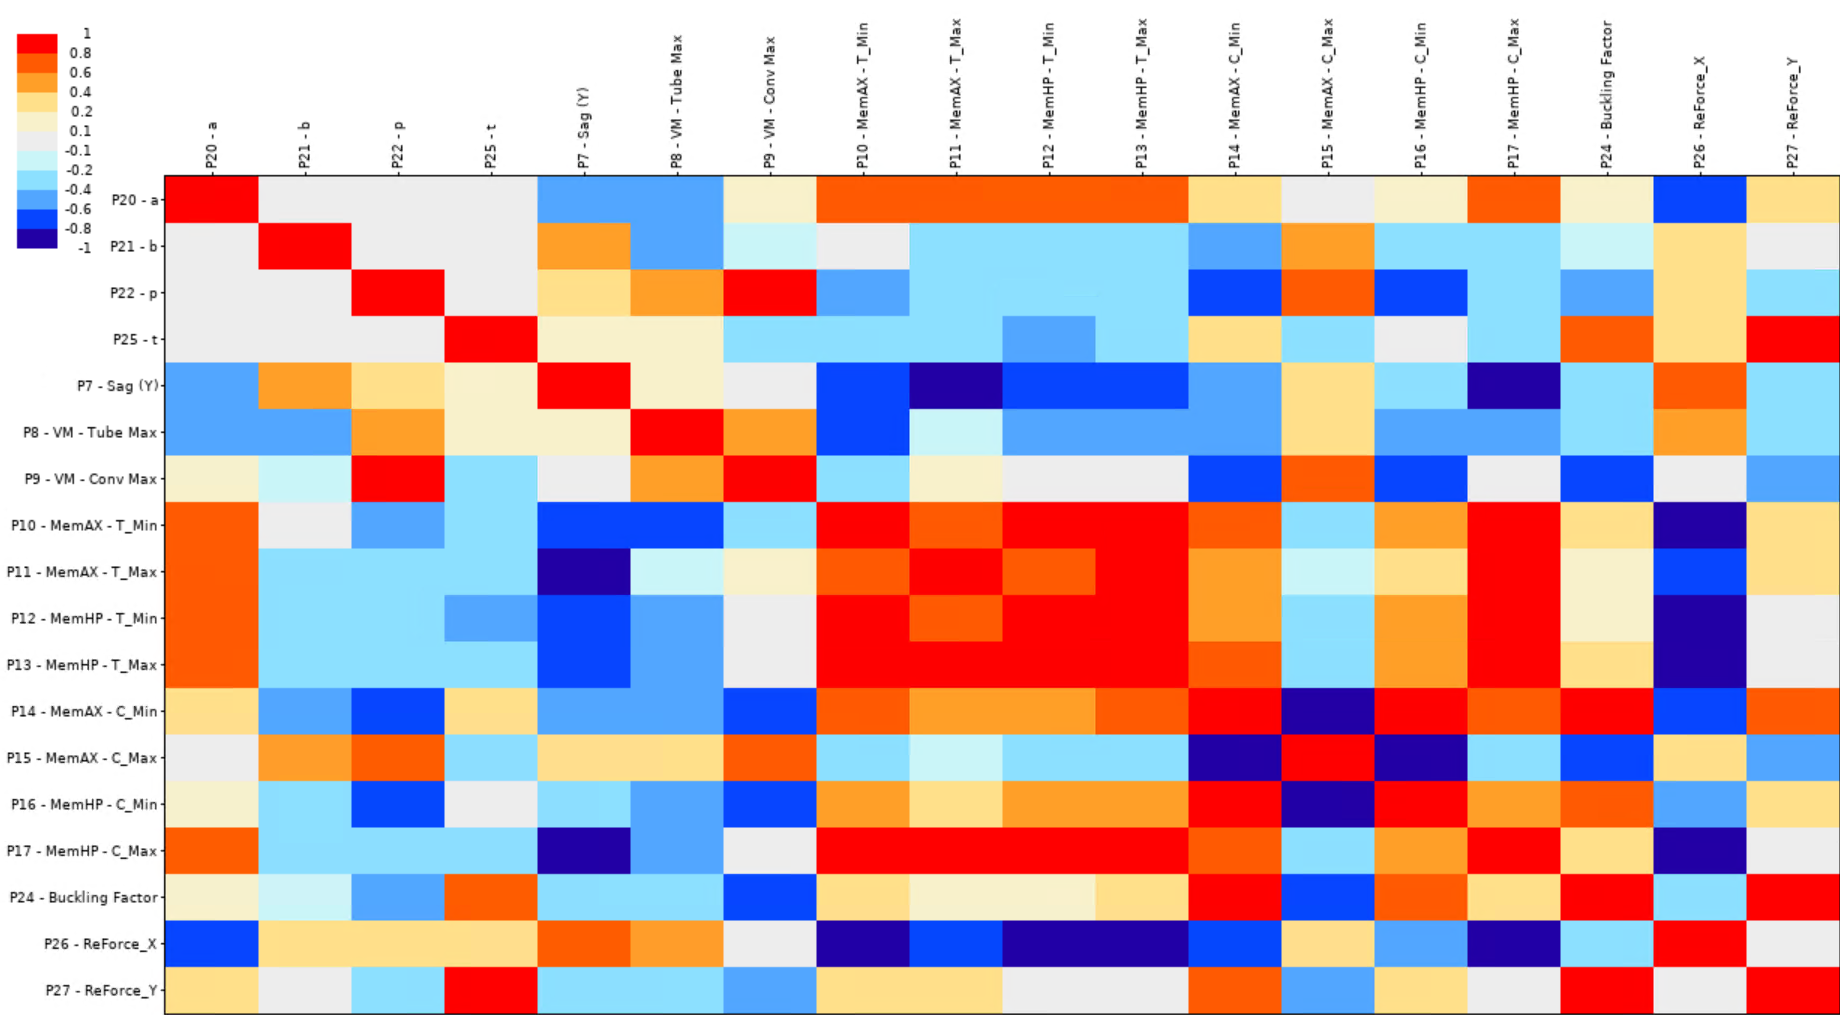 1
0.8
0.6
0.4
0.2
0.1
-0.1
-0.2
-0.4
-0.6
-0.8
-1
P20 - a
P21 - b
P22 - p
P25 - t
P7 - Sag (Y)
P8 - VM - Tube Max
P9 - VM - Conv Max
P10 - MemAX - T_Min
P11 - MemAX - T_Max
P12 - MemHP - T_Min
P13 - MemHP - T_Max
P14 - MemAX - C_Min
P15 - MemAX - C_Max
P16 - MemHP - C_Min
P17 - MemHP - C_Max
P24 - Buckling Factor
P26 - ReForce_X
P27 - ReForce_Y
P20 - a
P21 - b
P22 - p
P25 - t
P7 - Sag (Y)
P8 - VM - Tube Max
P9 - VM - Conv Max
P10 - MemAX - T_Min
P11 - MemAX - T_Max
P12 - MemHP - T_Min
P13 - MemHP - T_Max
P14 - MemAX - C_Min
P15 - MemAX - C_Max
P16 - MemHP - C_Min
P17 - MemHP - C_Max
P24 - Buckling Factor
P26 - ReForce_X
P27 - ReForce_Y